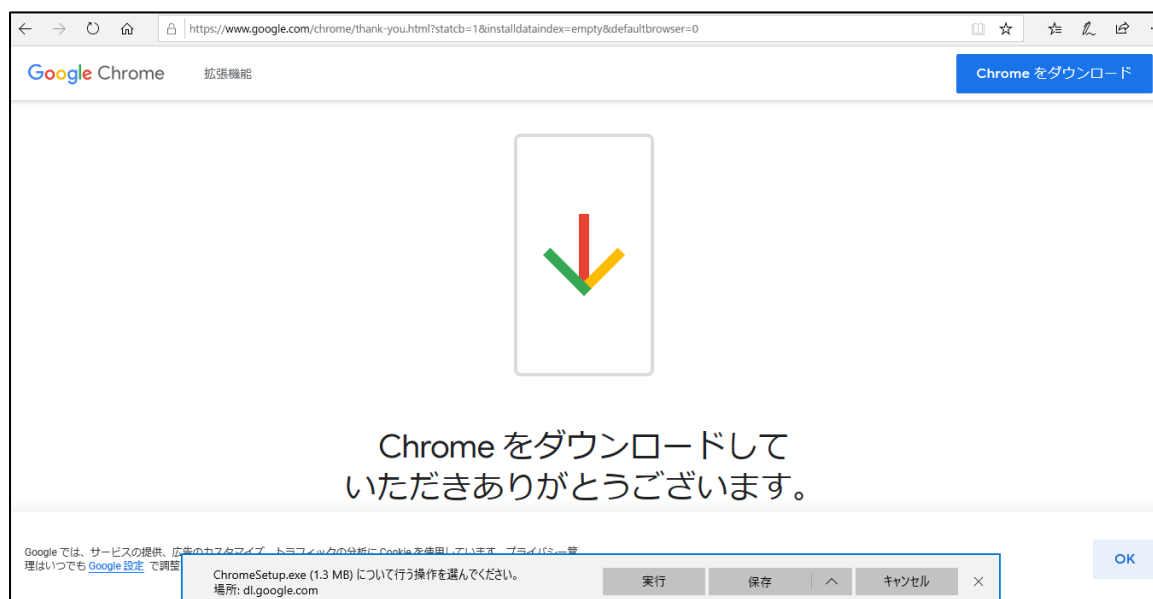 https://www.google.com/chrome/thank-you.html?statcb=1&installdataindex=empty&defaultbrowser=0
Google Chrome 拡張機能 Chrome をダウンロード
Chrome をダウンロードして
いただきありがとうございます。
Google では、サービスの提供、広告のカスタマイズ、トラフィックの分析に Cookie を使用しています。プライバシー管
理はいつでも Google 設定 で調整
OK
ChromeSetup.exe (1.3 MB) について行う操作を選んでください。
場所: dl.google.com
実行 保存 キャンセル